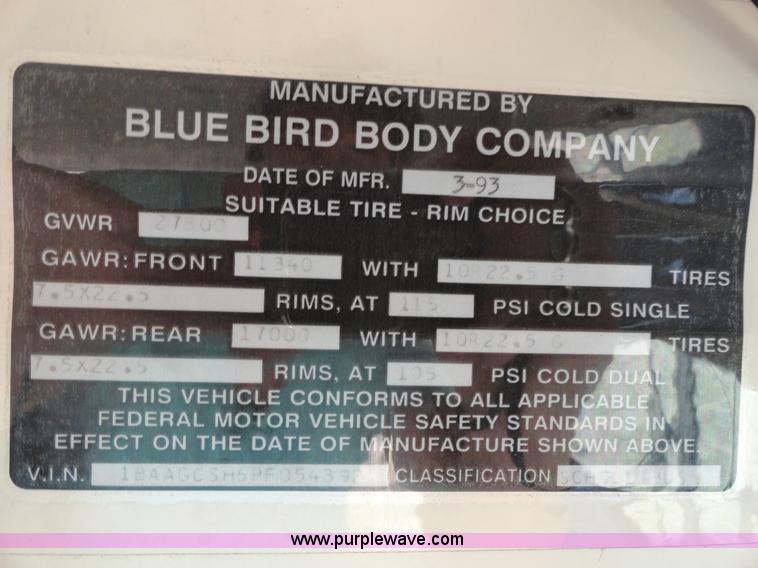 MANUFACTURED BY
BLUE BIRD BODY COMPANY
DATE OF MFR. 3-93
SUITABLE TIRE - RIM CHOICE
GVWR 27800
GAWR: FRONT 11340 WITH 10R22.5 G TIRES
7.5X22.5 RIMS, AT 115 PSI COLD SINGLE
GAWR: REAR 17000 WITH 10R22.5 G TIRES
7.5X22.5 RIMS, AT 105 PSI COLD DUAL
THIS VEHICLE CONFORMS TO ALL APPLICABLE
FEDERAL MOTOR VEHICLE SAFETY STANDARDS IN
EFFECT ON THE DATE OF MANUFACTURE SHOWN ABOVE.
V.I.N. CLASSIFICATION
www.purplewave.com